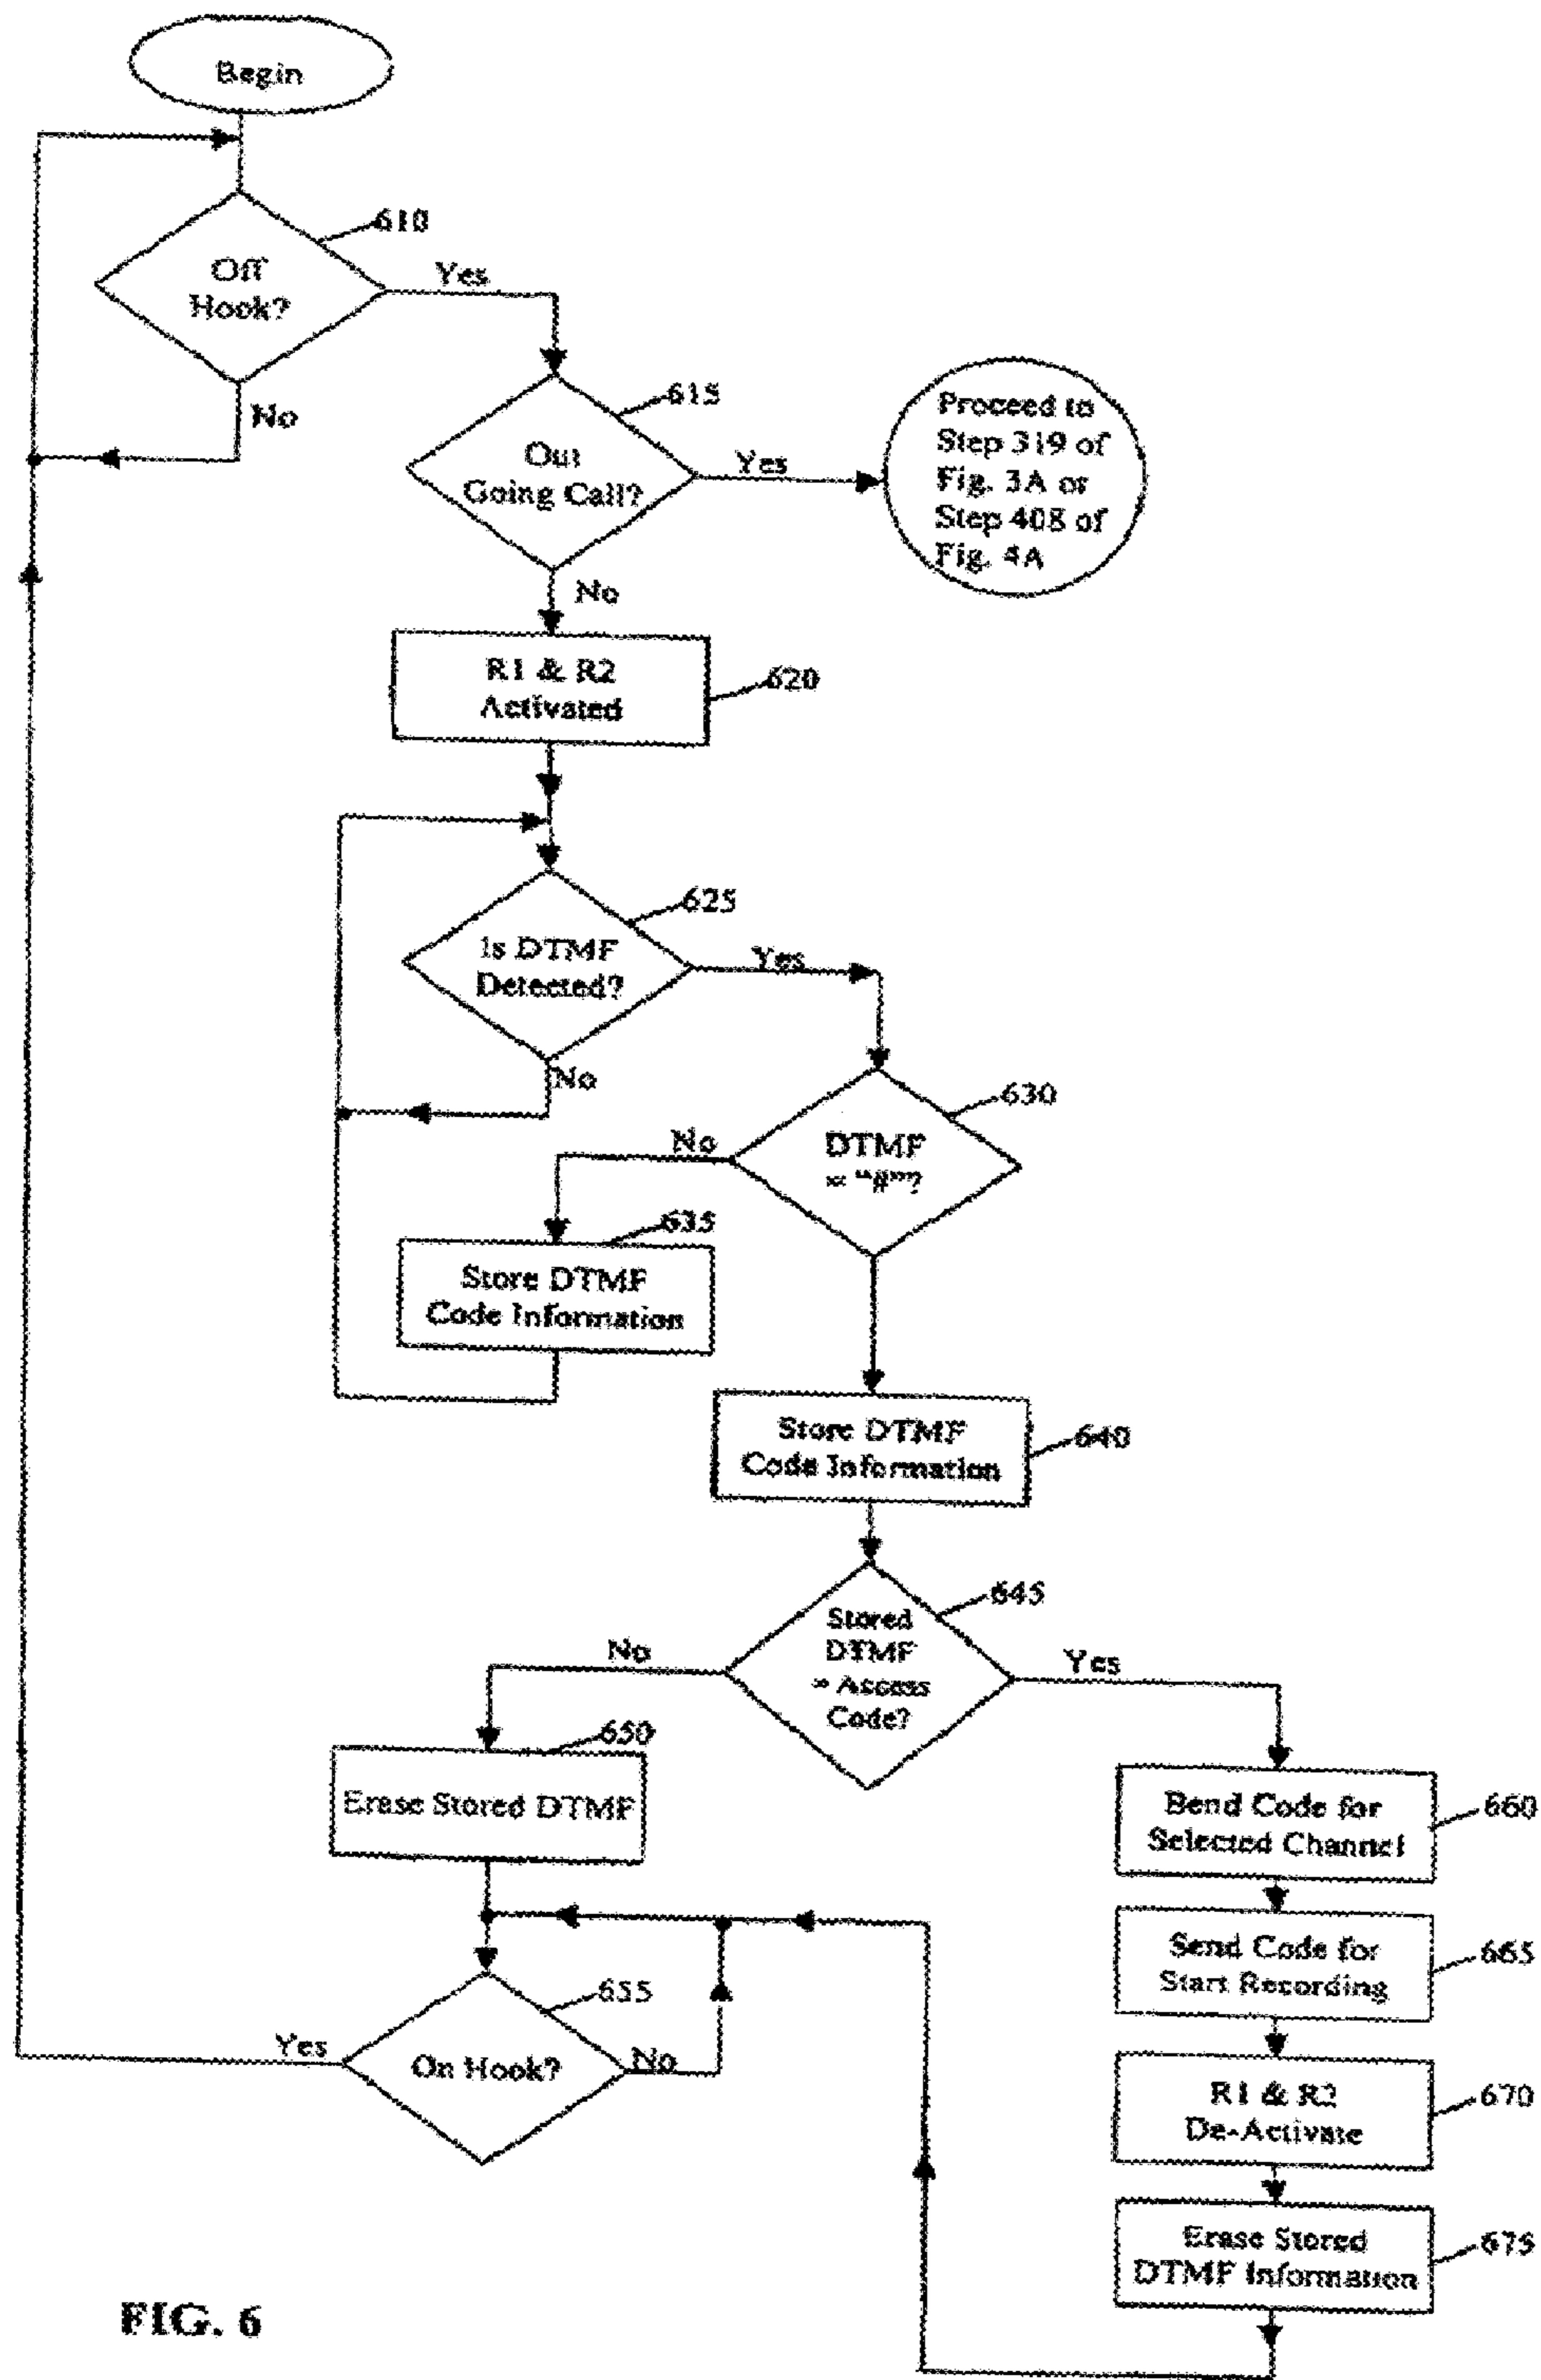 Begin
610
Off
Hook?
Yes
No
615
Out
Going Call?
Yes
Proceed to
Step 319 of
Fig. 3A or
Step 408 of
Fig. 4A
No
R1 & R2
Activated
620
625
Is DTMF
Detected?
Yes
No
630
DTMF
= "#"?
No
635
Store DTMF
Code Information
Store DTMF
Code Information
640
645
Stored
DTMF
= Access
Code?
No
Yes
650
Erase Stored DTMF
Bend Code for
Selected Channel
660
Send Code for
Start Recording
665
655
On Hook?
Yes
No
R1 & R2
De-Activate
670
Erase Stored
DTMF Information
675
FIG. 6